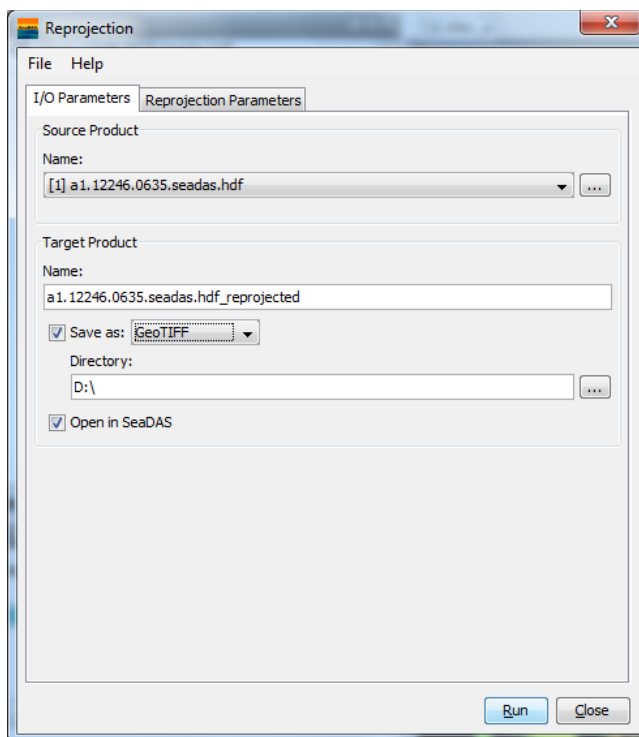 Reprojection
File Help
I/O Parameters Reprojection Parameters
Source Product
Name:
[1] a1.12246.0635.seadas.hdf ...
Target Product
Name:
a1.12246.0635.seadas.hdf_reprojected
Save as: GeoTIFF
Directory:
D:\ ...
Open in SeaDAS
Run Close